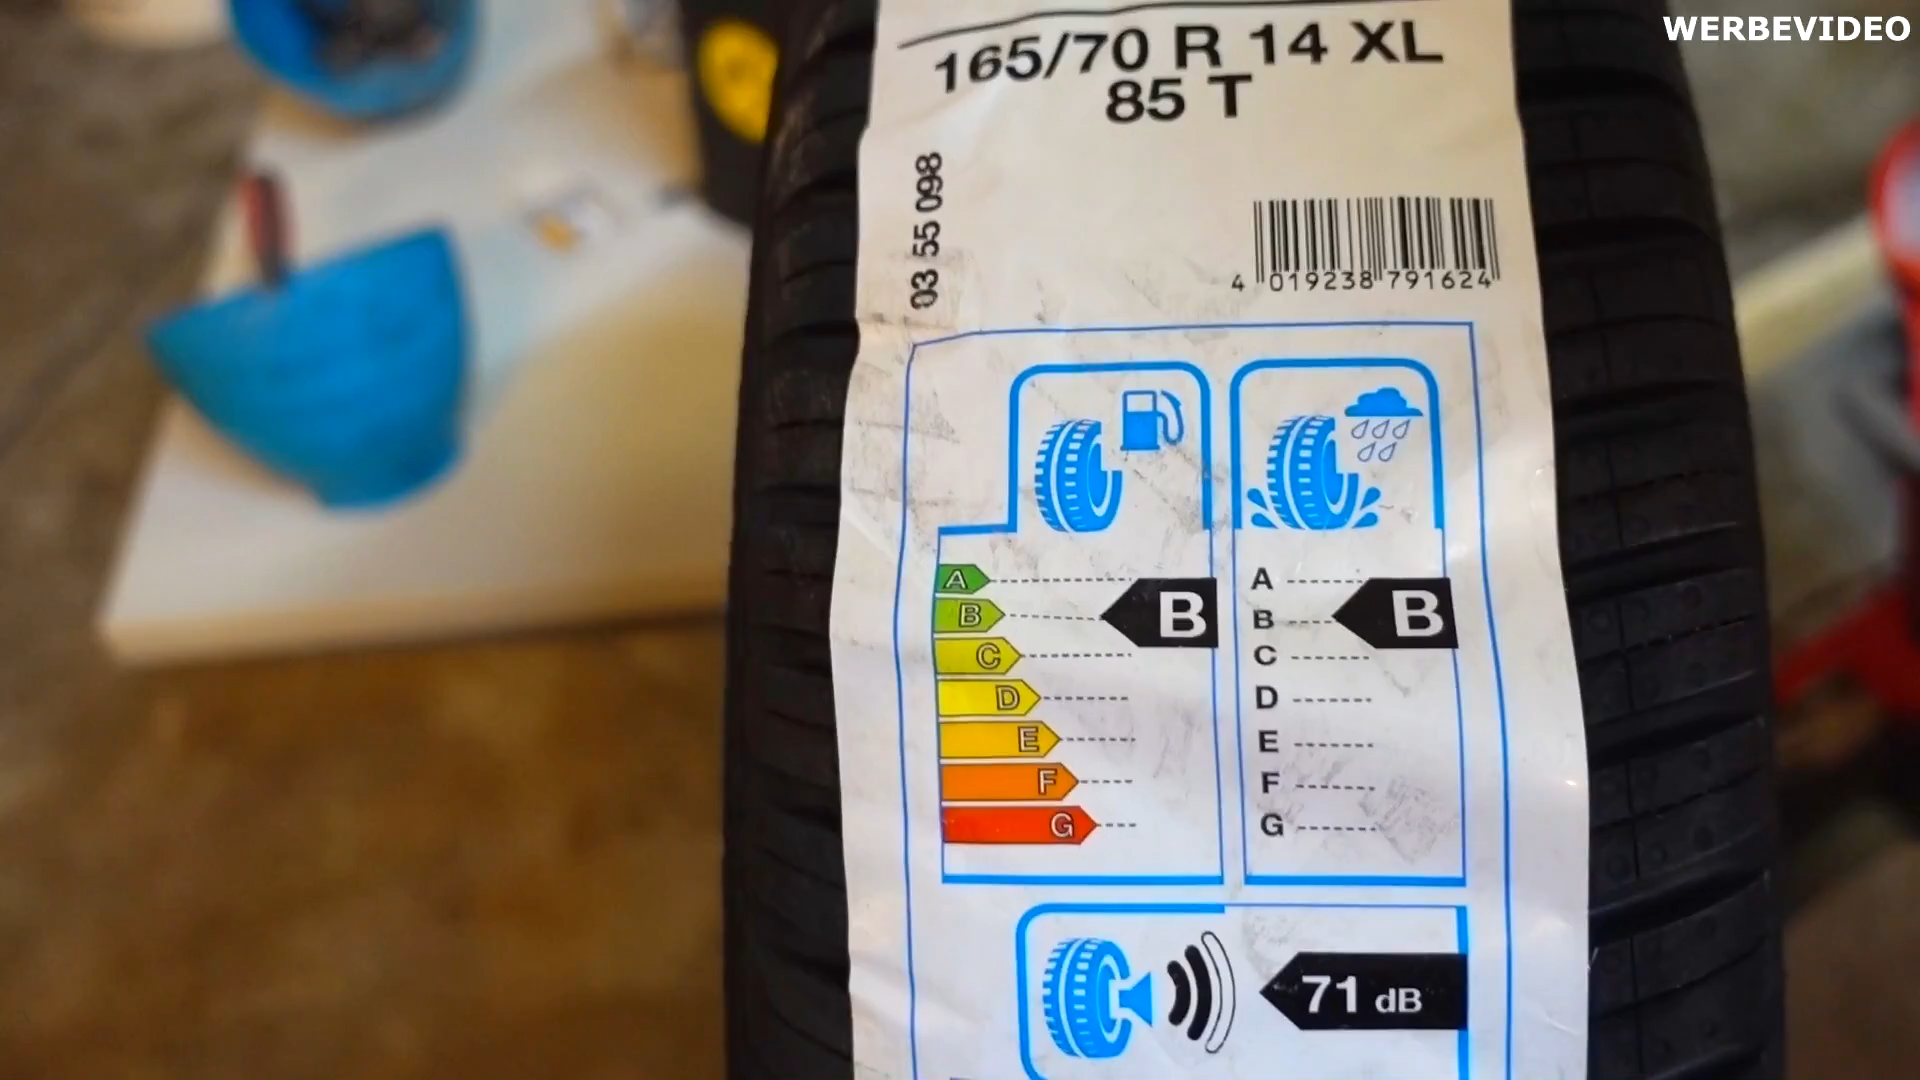 WERBEVIDEO
165/70 R 14 XL
85 T
03 55 098
4 019238 791624
A
B
C
D
E
F
G
B
A
B
C
D
E
F
G
B
71 dB